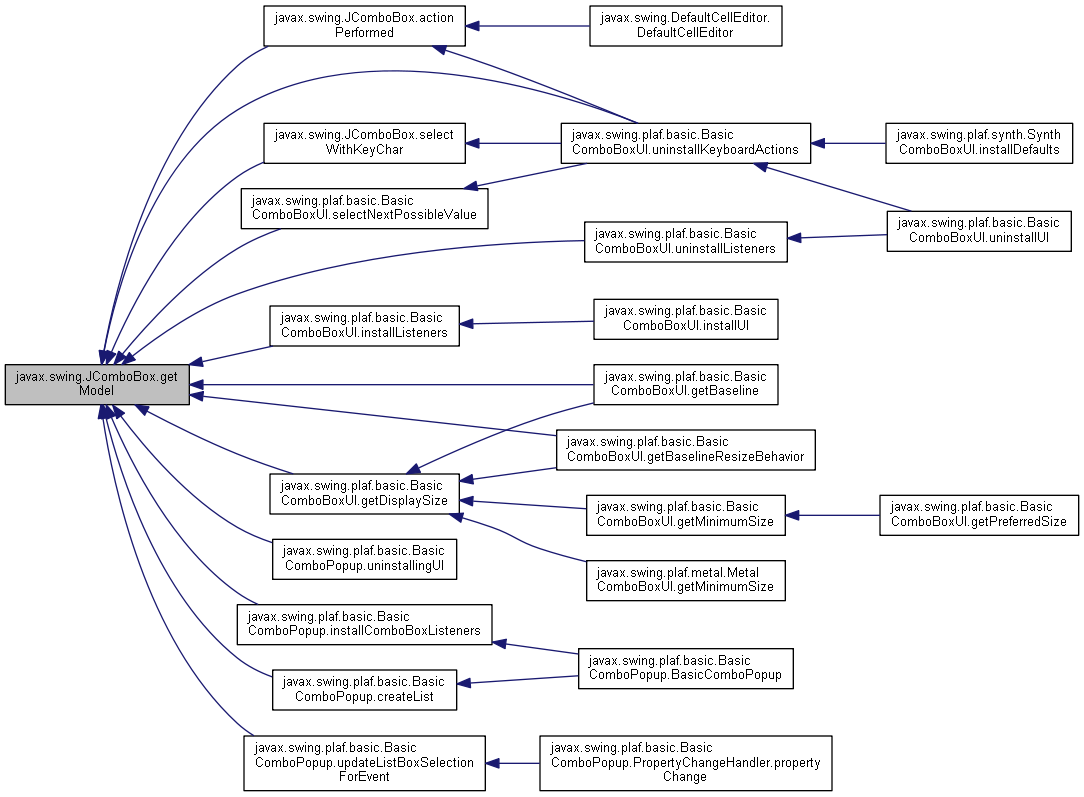 javax.swing.JComboBox.action
Performed
javax.swing.DefaultCellEditor.
DefaultCellEditor
javax.swing.JComboBox.select
WithKeyChar
javax.swing.plaf.basic.Basic
ComboBoxUI.uninstallKeyboardActions
javax.swing.plaf.synth.Synth
ComboBoxUI.installDefaults
javax.swing.plaf.basic.Basic
ComboBoxUI.selectNextPossibleValue
javax.swing.plaf.basic.Basic
ComboBoxUI.uninstallListeners
javax.swing.plaf.basic.Basic
ComboBoxUI.uninstallUI
javax.swing.plaf.basic.Basic
ComboBoxUI.installListeners
javax.swing.plaf.basic.Basic
ComboBoxUI.installUI
javax.swing.JComboBox.get
Model
javax.swing.plaf.basic.Basic
ComboBoxUI.getBaseline
javax.swing.plaf.basic.Basic
ComboBoxUI.getBaselineResizeBehavior
javax.swing.plaf.basic.Basic
ComboBoxUI.getDisplaySize
javax.swing.plaf.basic.Basic
ComboBoxUI.getMinimumSize
javax.swing.plaf.basic.Basic
ComboBoxUI.getPreferredSize
javax.swing.plaf.basic.Basic
ComboPopup.uninstallingUI
javax.swing.plaf.metal.Metal
ComboBoxUI.getMinimumSize
javax.swing.plaf.basic.Basic
ComboPopup.installComboBoxListeners
javax.swing.plaf.basic.Basic
ComboPopup.BasicComboPopup
javax.swing.plaf.basic.Basic
ComboPopup.createList
javax.swing.plaf.basic.Basic
ComboPopup.updateListBoxSelection
ForEvent
javax.swing.plaf.basic.Basic
ComboPopup.PropertyChangeHandler.property
Change